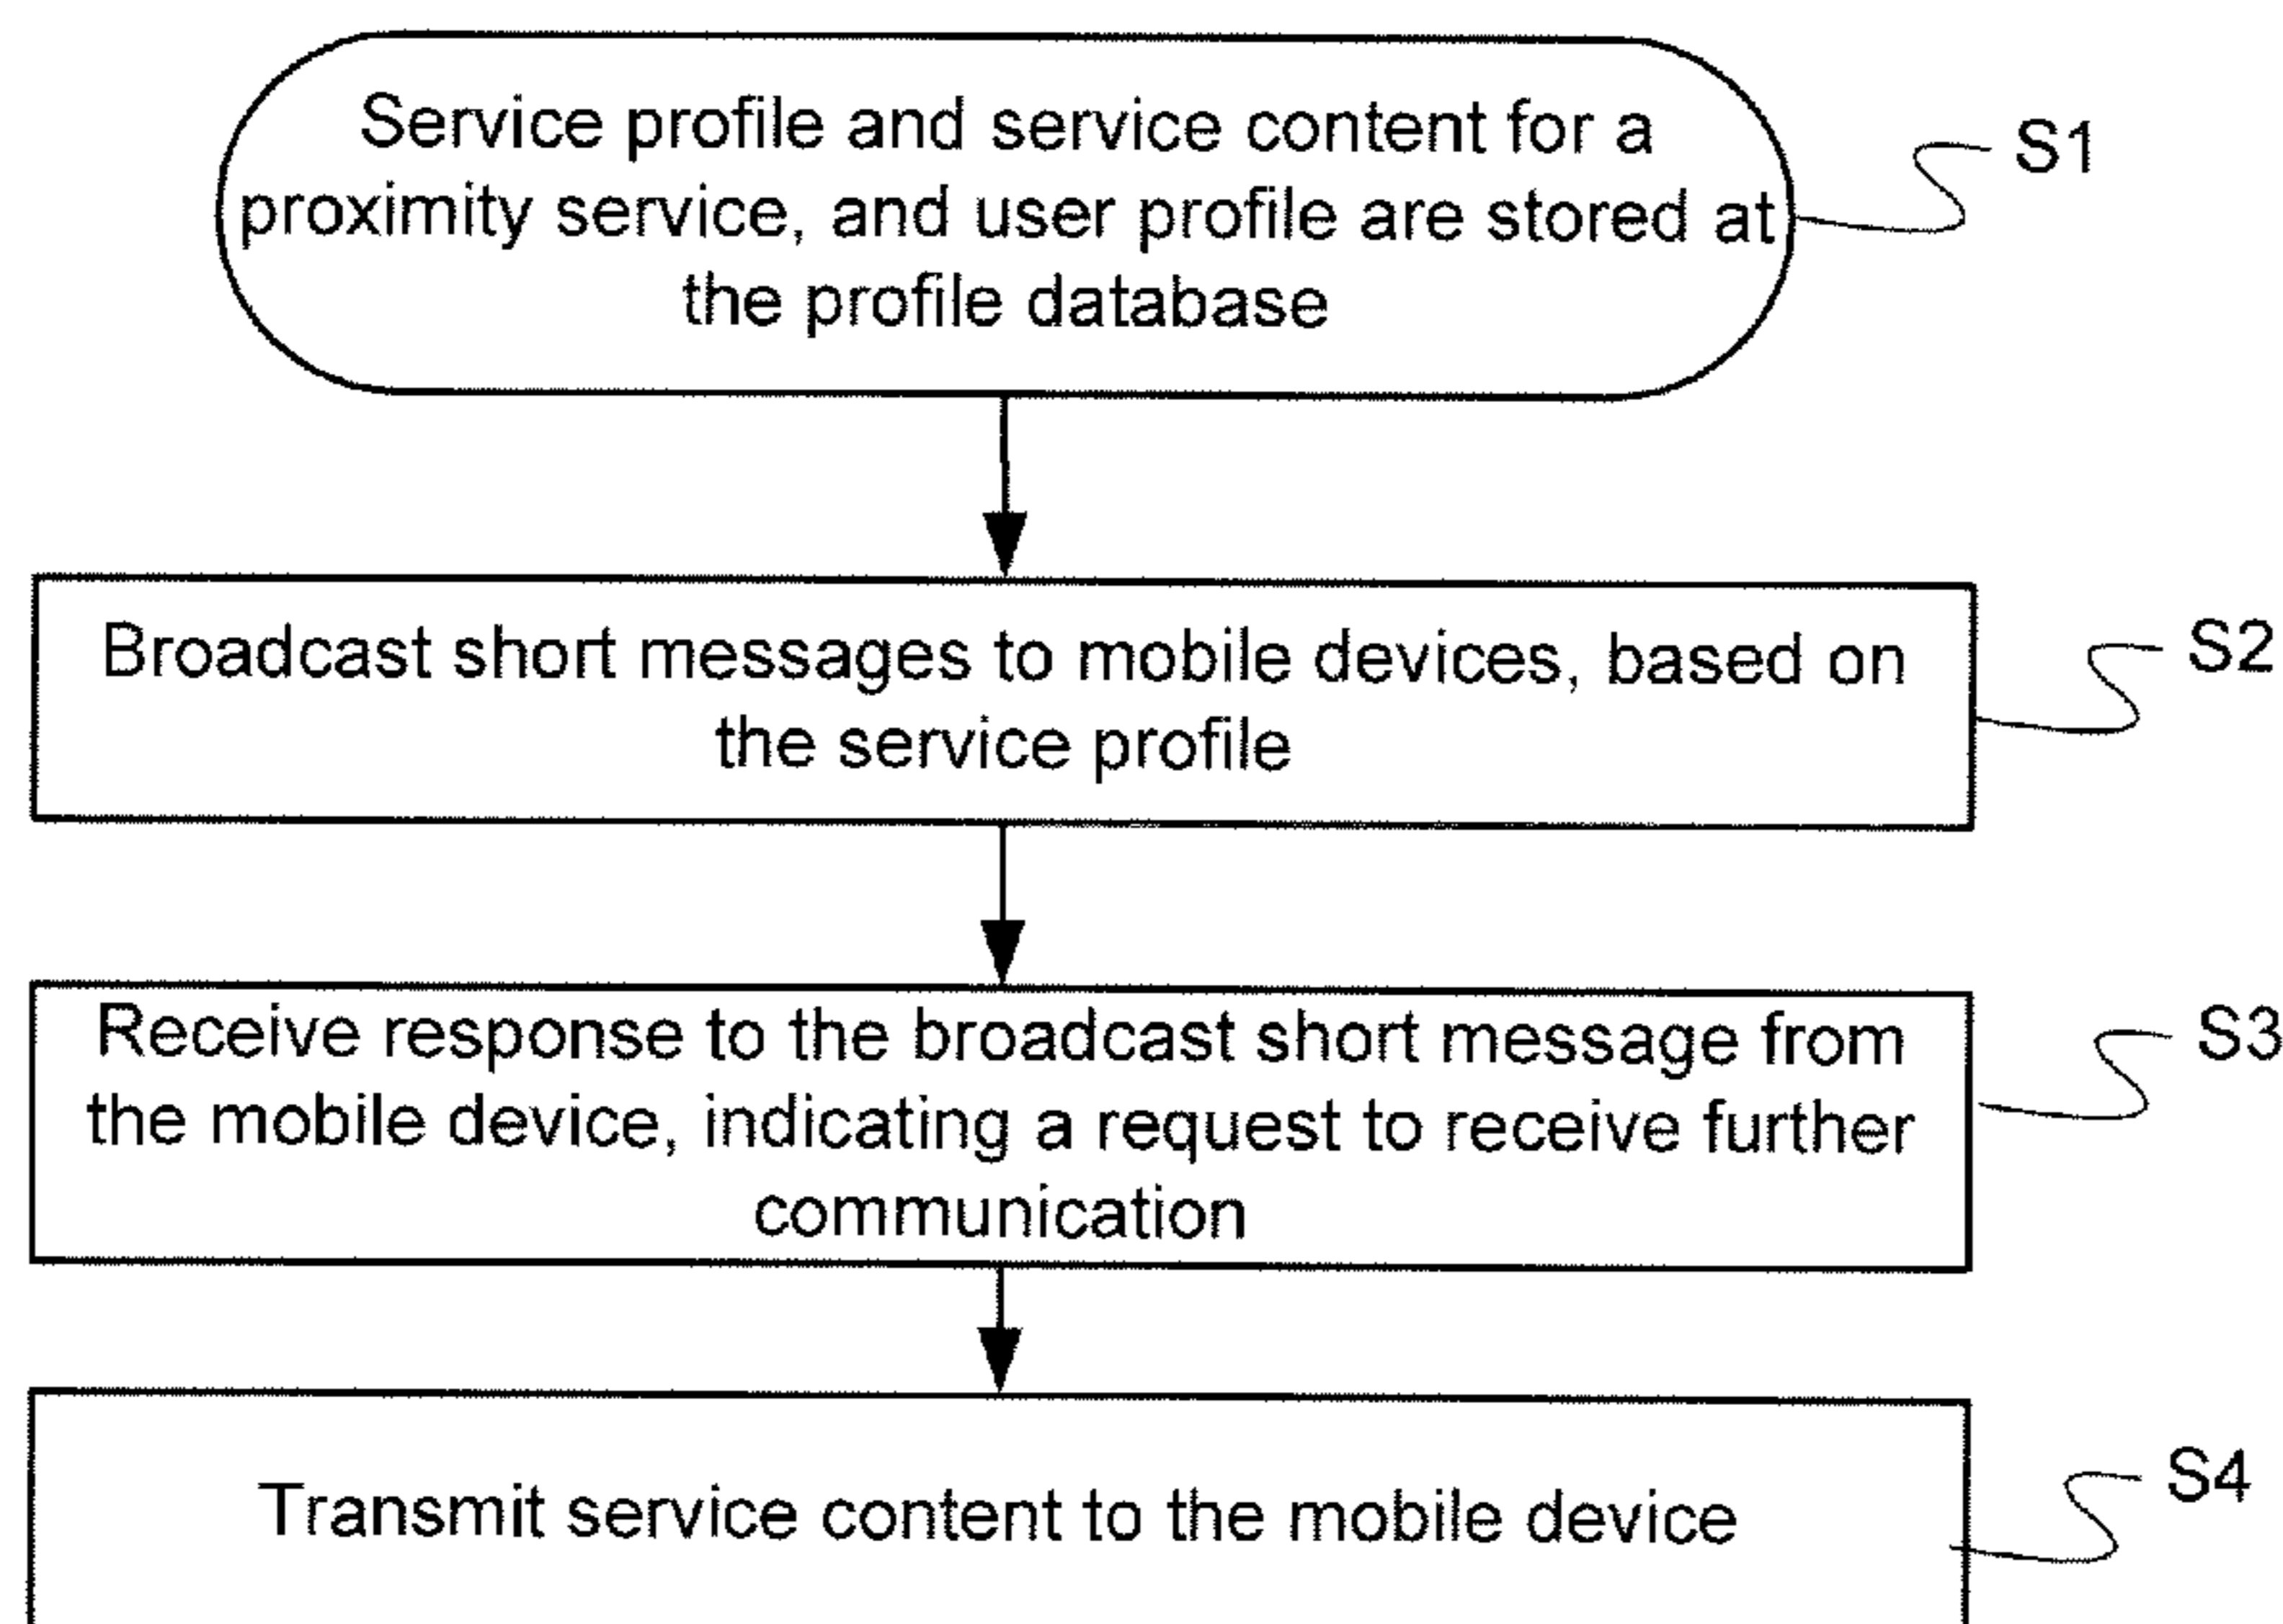 Service profile and service content for a
proximity service, and user profile are stored at
the profile database
S1
Broadcast short messages to mobile devices, based on
the service profile
S2
Receive response to the broadcast short message from
the mobile device, indicating a request to receive further
communication
S3
Transmit service content to the mobile device
S4